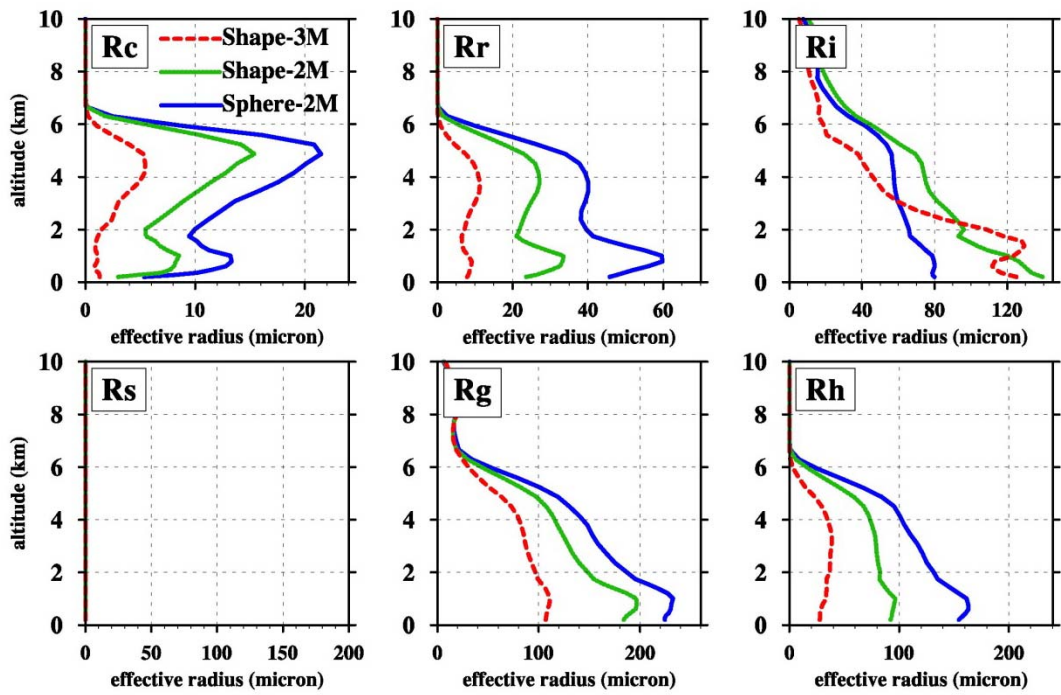 10
8
6
4
2
0
altitude (km)
Rc
Shape-3M
Shape-2M
Sphere-2M
0 10 20
effective radius (micron)
10
8
6
4
2
0
Rr
0 20 40 60
effective radius (micron)
10
8
6
4
2
0
Ri
0 40 80 120
effective radius (micron)
10
8
6
4
2
0
altitude (km)
Rs
0 50 100 150 200
effective radius (micron)
10
8
6
4
2
0
Rg
0 100 200
effective radius (micron)
10
8
6
4
2
0
Rh
0 100 200
effective radius (micron)